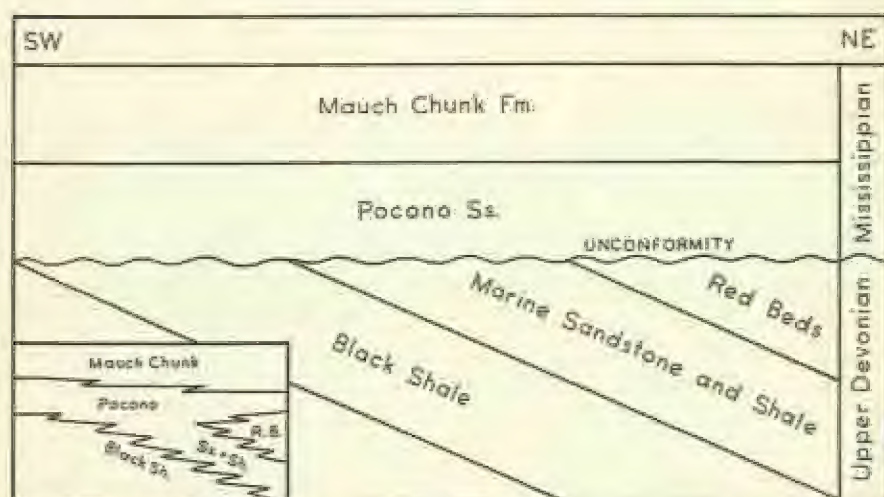 SW NE
Mauch Chunk Fm.
Mississippian
Pocono Ss.
UNCONFORMITY
Red Beds
Marine Sandstone and Shale
Black Shale
Upper Devonian
Mauch Chunk
Pocono
R.B.
Ss.+Sh.
Black Sh.